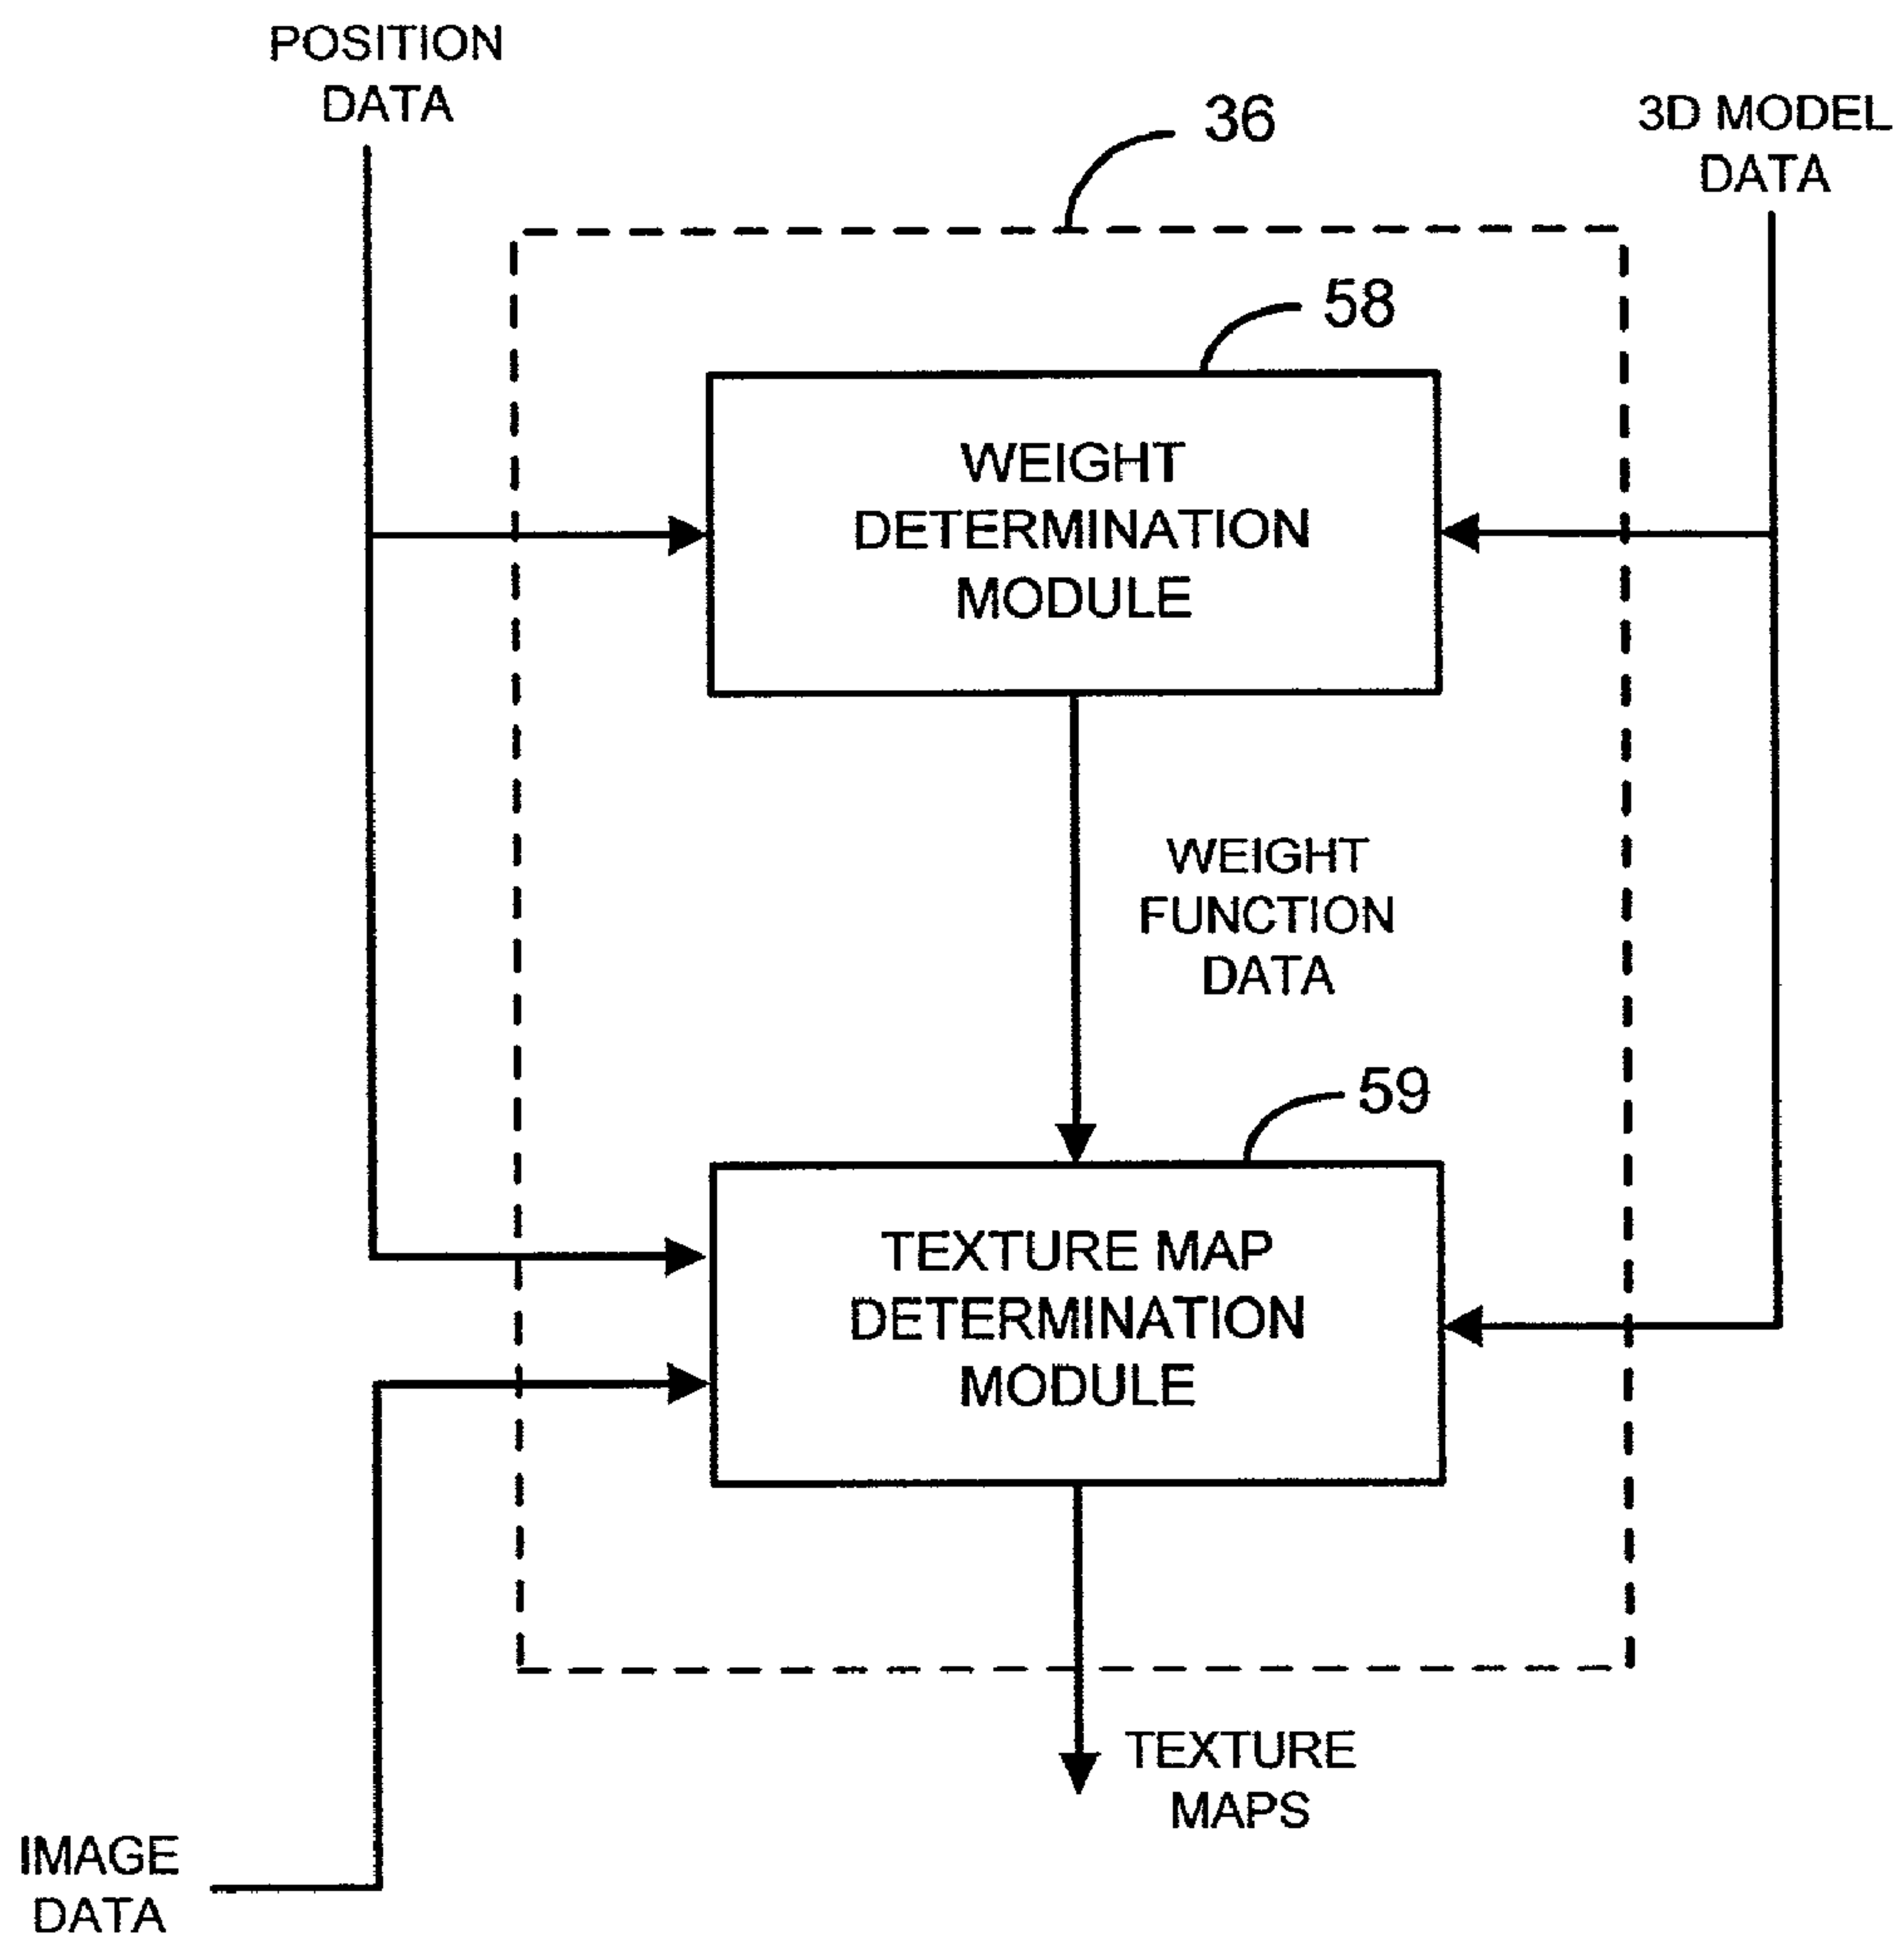 POSITION
DATA
36
3D MODEL
DATA
58
WEIGHT
DETERMINATION
MODULE
WEIGHT
FUNCTION
DATA
59
TEXTURE MAP
DETERMINATION
MODULE
TEXTURE
MAPS
IMAGE
DATA